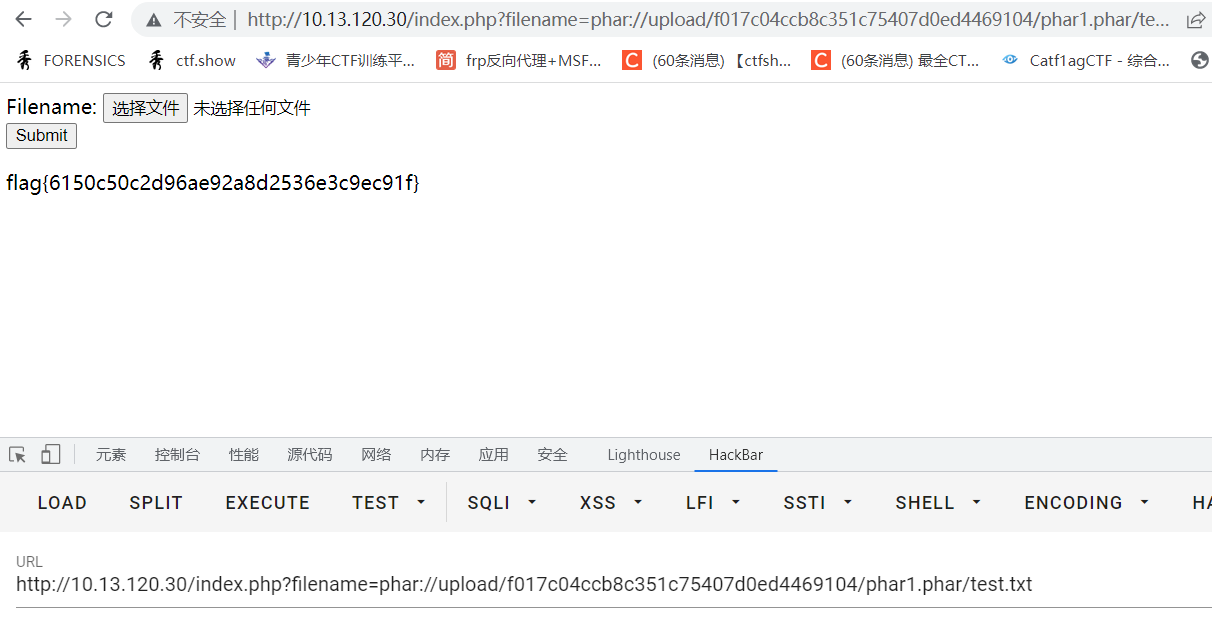 不安全 | http://10.13.120.30/index.php?filename=phar://upload/f017c04ccb8c351c75407d0ed4469104/phar1.phar/te...
FORENSICS ctf.show 青少年CTF训练平... 简 frp反向代理+MSF... C (60条消息) 【ctfsh... C (60条消息) 最全CT... Catf1agCTF - 综合...
Filename: 选择文件 未选择任何文件
Submit
flag{6150c50c2d96ae92a8d2536e3c9ec91f}
元素 控制台 性能 源代码 网络 内存 应用 安全 Lighthouse HackBar
LOAD SPLIT EXECUTE TEST SQLI XSS LFI SSTI SHELL ENCODING HA
URL
http://10.13.120.30/index.php?filename=phar://upload/f017c04ccb8c351c75407d0ed4469104/phar1.phar/test.txt